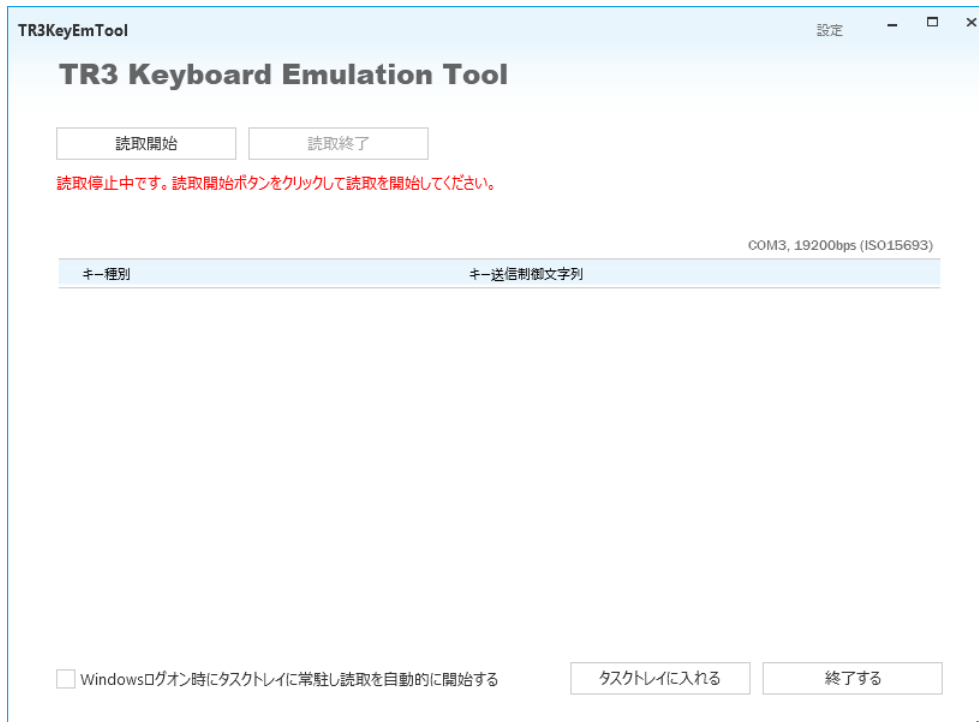 TR3KeyEmTool 設定
TR3 Keyboard Emulation Tool
読取開始 読取終了
読取停止中です。読取開始ボタンをクリックして読取を開始してください。
COM3, 19200bps (ISO15693)
キー種別 キー送信制御文字列
Windowsログオン時にタスクトレイに常駐し読取を自動的に開始する タスクトレイに入れる 終了する